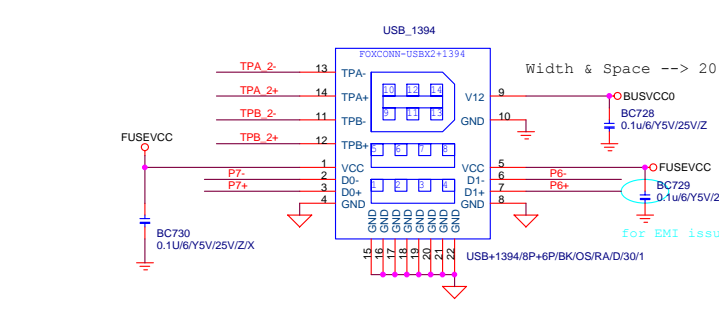 USB_1394
FOXCONN-USBX2+1394
Width & Space --> 20
TPA_2-
13
TPA-
TPA_2+
14
TPA+
TPB_2-
11
TPB-
TPB_2+
12
TPB+
10 12 14
9 11 13
5 6 7 8
1 2 3 4
V12
9
BUSVCC0
GND
10
BC728
0.1u/6/Y5V/25V/Z
FUSEVCC
1
VCC
P7-
2
D0-
P7+
3
D0+
4
GND
VCC
5
FUSEVCC
D1-
6
P6-
D1+
7
P6+
GND
8
BC729
0.1u/6/Y5V/2
for EMI issu
BC730
0.1U/6/Y5V/25V/Z/X
GND GND GND GND GND GND GND GND
15 16 17 18 19 20 21 22
USB+1394/8P+6P/BK/OS/RA/D/30/1